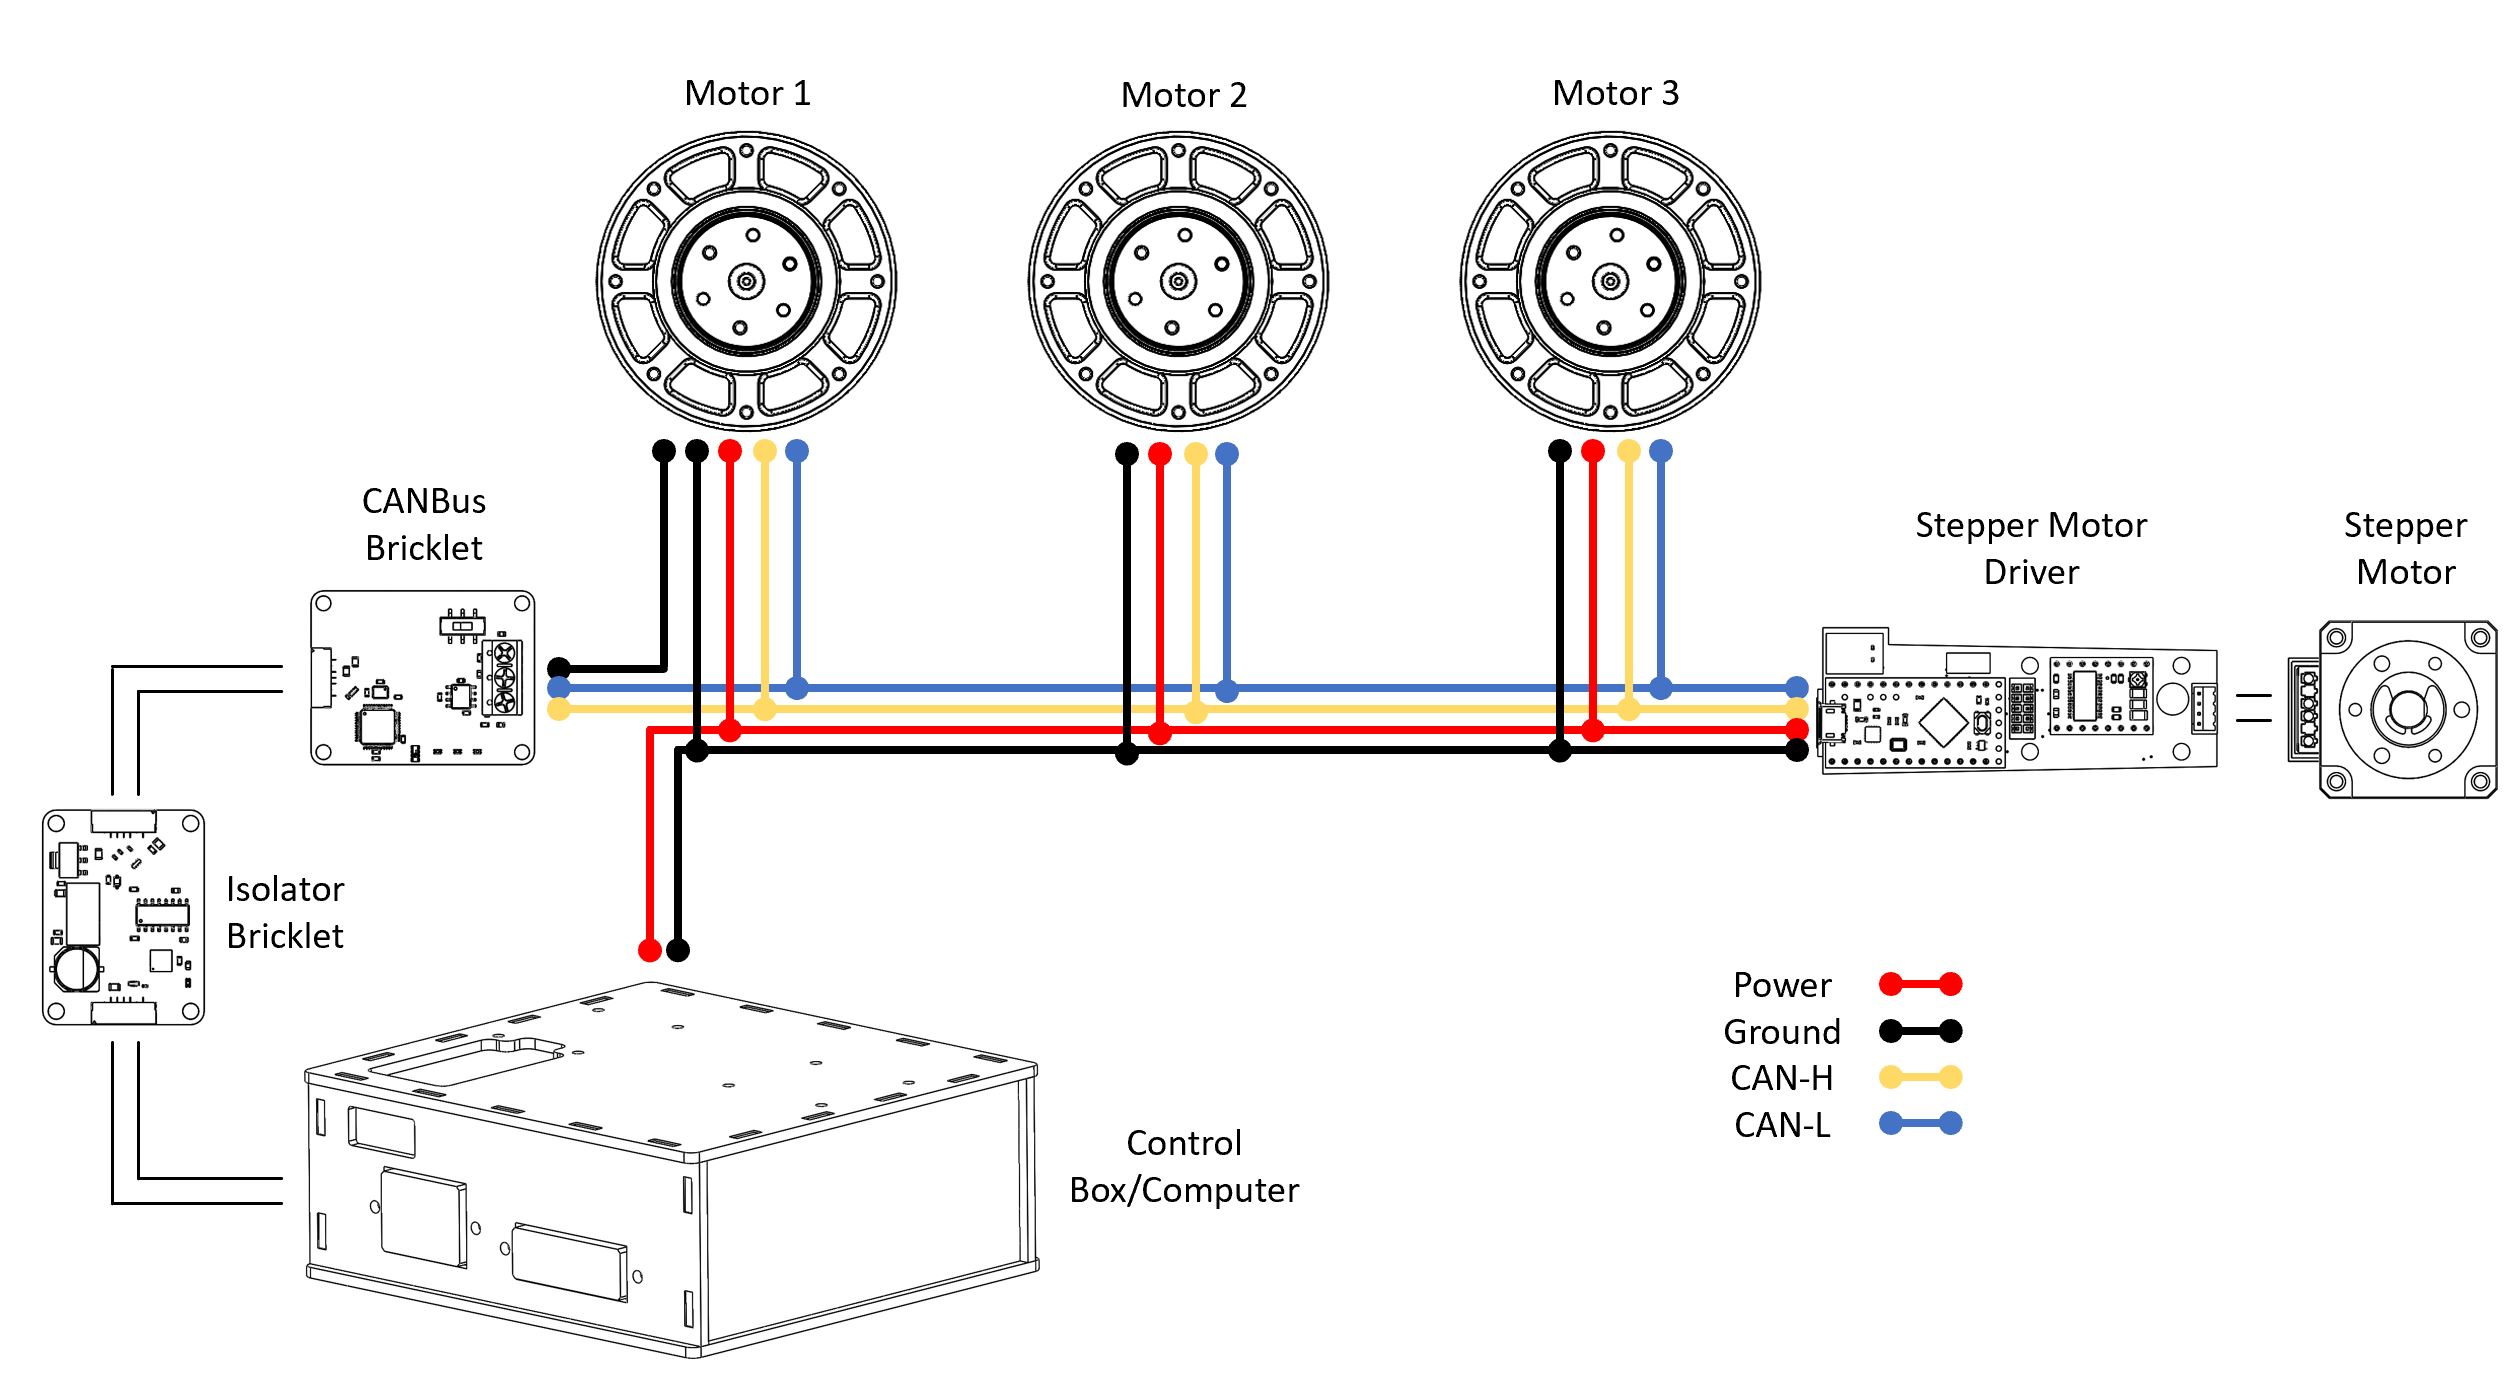 Motor 1
Motor 2
Motor 3
CANBus
Bricklet
Stepper Motor
Driver
Stepper
Motor
Isolator
Bricklet
Power
Ground
CAN-H
CAN-L
Control
Box/Computer